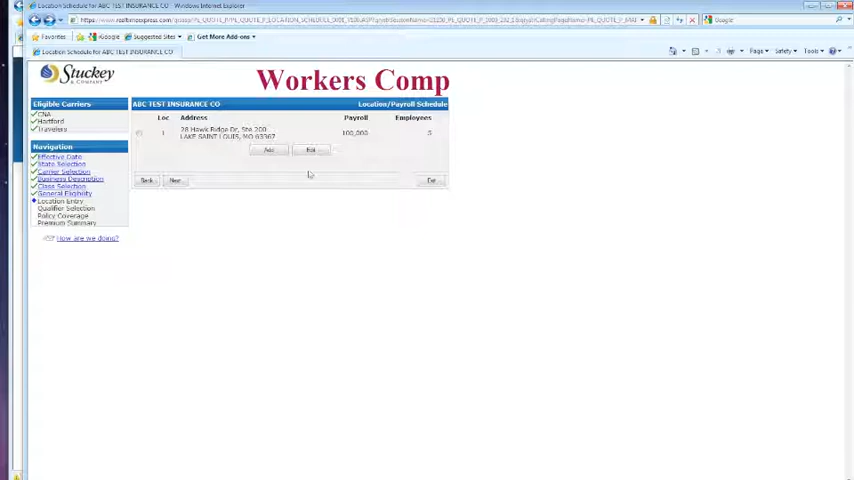 Location Schedule for ABC TEST INSURANCE CO - Windows Internet Explorer
Google
Favorites iGoogle Suggested Sites Get More Add-ons
Location Schedule for ABC TEST INSURANCE CO
Page Safety Tools
Stuckey
& COMPANY
Workers Comp
Eligible Carriers
CNA
Hartford
Travelers
Navigation
Effective Date
State Selection
Carrier Selection
Business Description
Class Selection
General Eligibility
Location Entry
Qualifier Selection
Policy Coverage
Premium Summary
How are we doing?
ABC TEST INSURANCE CO Location/Payroll Schedule
Loc Address Payroll Employees
1 28 Hawk Ridge Dr, Ste 200 100,000 5
LAKE SAINT LOUIS, MO 63367
Add Edit
Back Next Exit